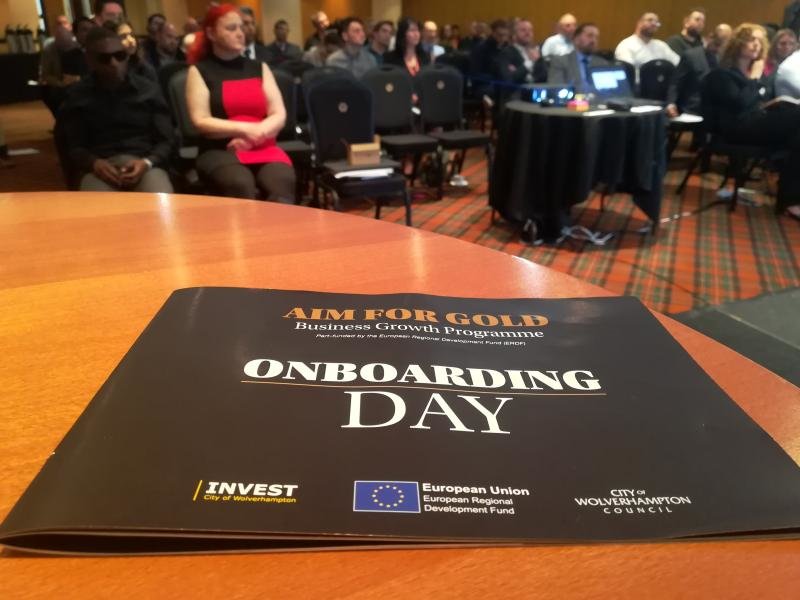 AIM FOR GOLD
Business Growth Programme
Part-funded by the European Regional Development Fund (ERDF)
ONBOARDING
DAY
INVEST
City of Wolverhampton
European Union
European Regional
Development Fund
CITY OF
WOLVERHAMPTON
COUNCIL